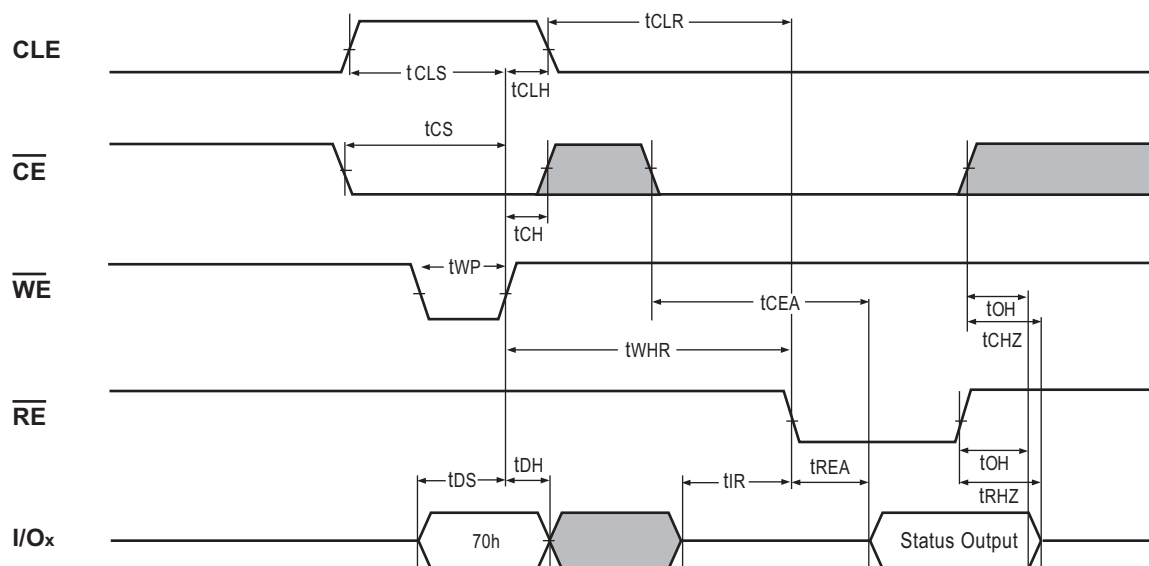 tCLR
CLE
tCLS
tCLH
tCS
CE
tCH
tWP
WE
tCEA
tOH
tCHZ
tWHR
RE
tDH
tDS
tIR
tREA
tOH
tRHZ
I/Ox
70h
Status Output